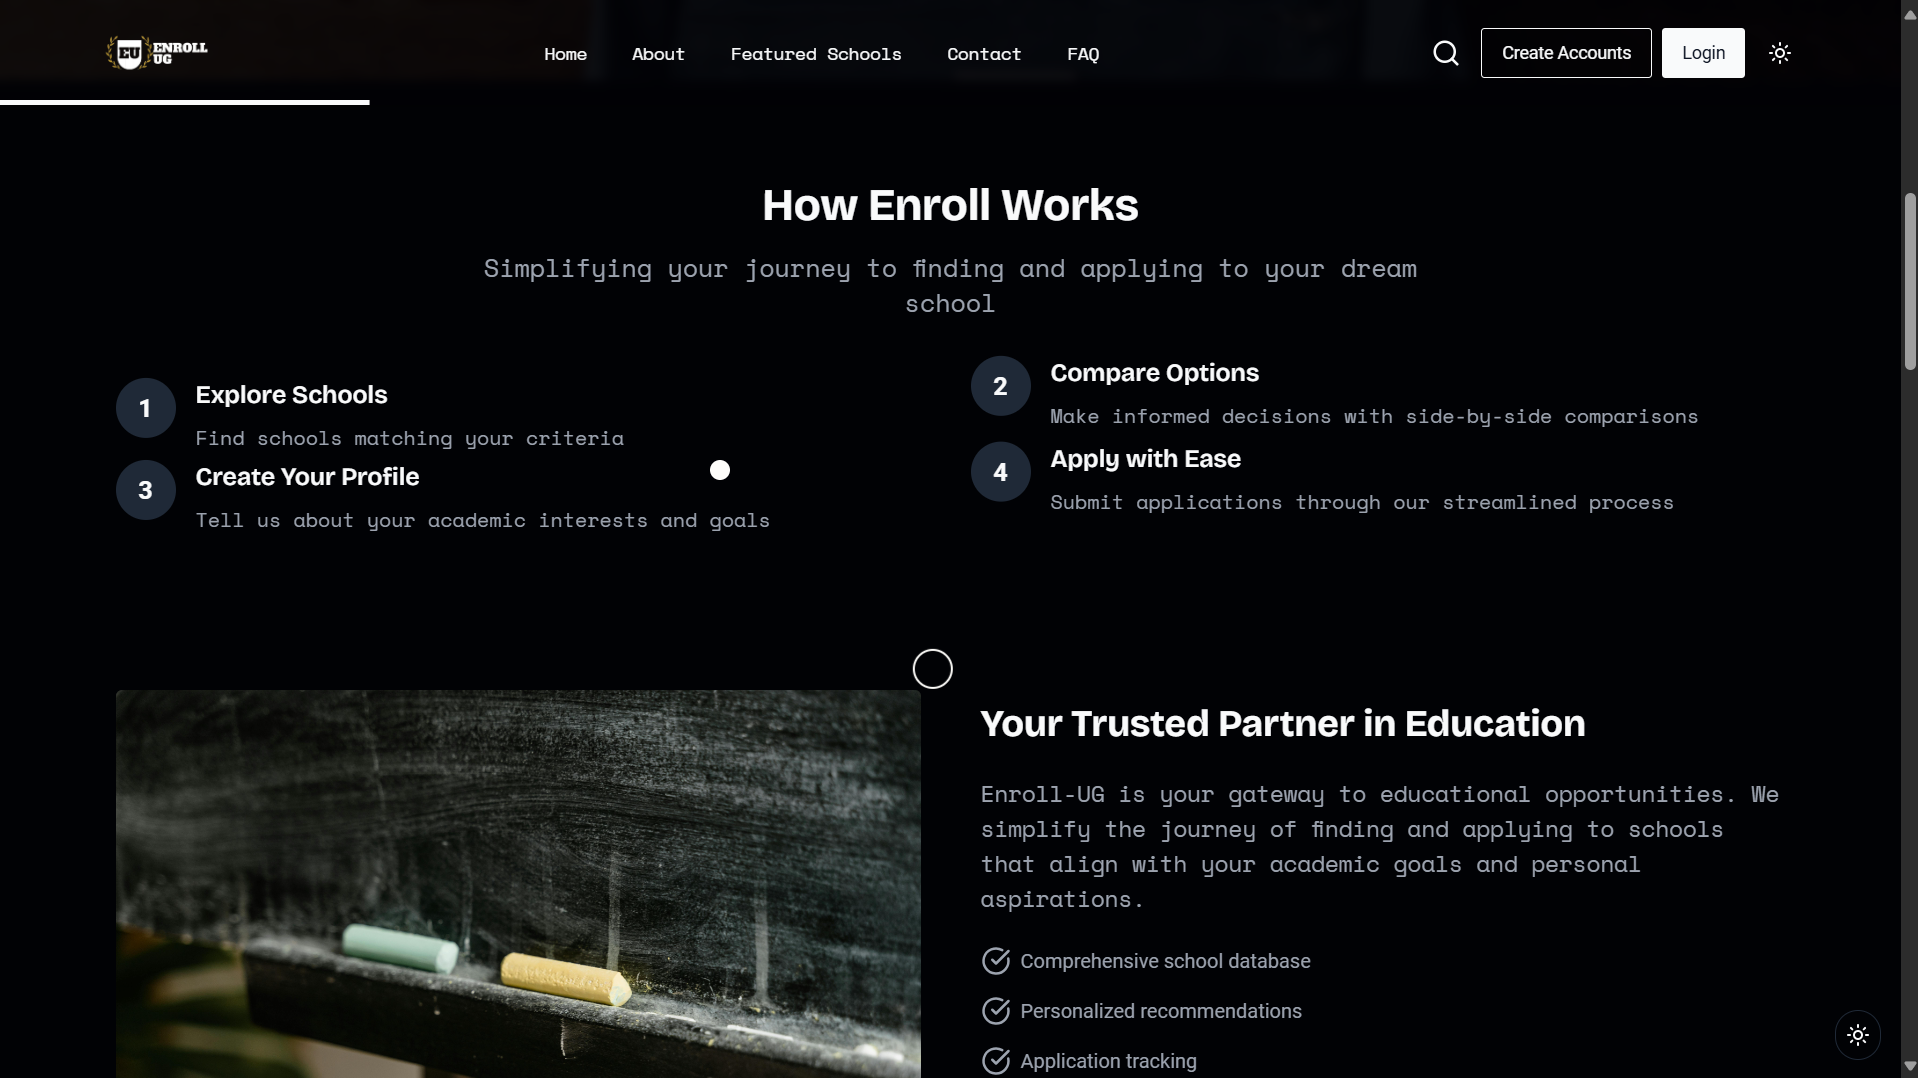 EU ENROLL
UG
Home About Featured Schools Contact FAQ
Create Accounts Login
How Enroll Works
Simplifying your journey to finding and applying to your dream
school
1 Explore Schools
Find schools matching your criteria
2 Compare Options
Make informed decisions with side-by-side comparisons
3 Create Your Profile
Tell us about your academic interests and goals
4 Apply with Ease
Submit applications through our streamlined process
Your Trusted Partner in Education
Enroll-UG is your gateway to educational opportunities. We
simplify the journey of finding and applying to schools
that align with your academic goals and personal
aspirations.
Comprehensive school database
Personalized recommendations
Application tracking